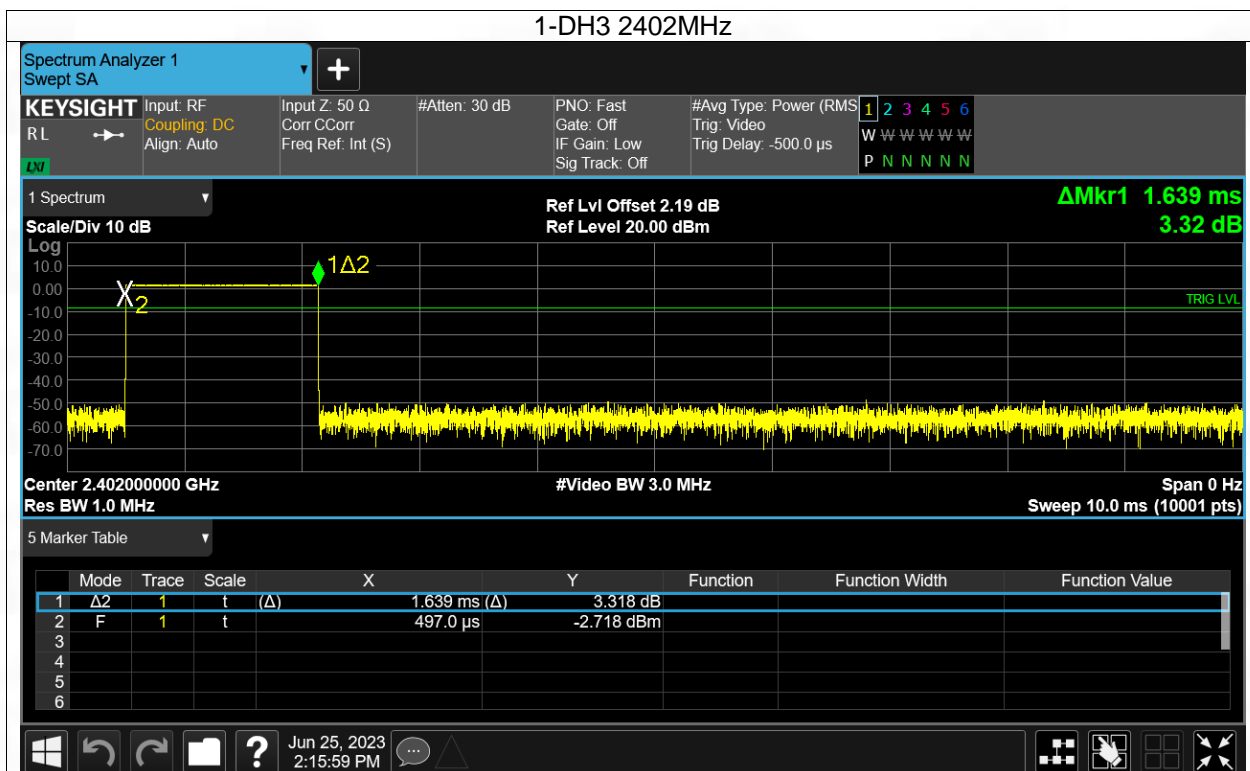 1-DH3 2402MHz
Spectrum Analyzer 1
Swept SA
+
KEYSIGHT Input: RF Input Z: 50 Ω #Atten: 30 dB PNO: Fast #Avg Type: Power (RMS 1 2 3 4 5 6
RL Coupling: DC Corr CCorr Gate: Off Trig: Video W W W W W W
Align: Auto Freq Ref: Int (S) IF Gain: Low Trig Delay: -500.0 µs
LXI Sig Track: Off P N N N N N
1 Spectrum Ref Lvl Offset 2.19 dB ΔMkr1 1.639 ms
Scale/Div 10 dB Ref Level 20.00 dBm 3.32 dB
Log
10.0 1Δ2
0.00 X2 TRIG LVL
-10.0
-20.0
-30.0
-40.0
-50.0
-60.0
-70.0
Center 2.402000000 GHz #Video BW 3.0 MHz Span 0 Hz
Res BW 1.0 MHz Sweep 10.0 ms (10001 pts)
5 Marker Table
Mode Trace Scale X Y Function Function Width Function Value
1 Δ2 1 t (Δ) 1.639 ms (Δ) 3.318 dB
2 F 1 t 497.0 µs -2.718 dBm
3
4
5
6
? Jun 25, 2023
2:15:59 PM